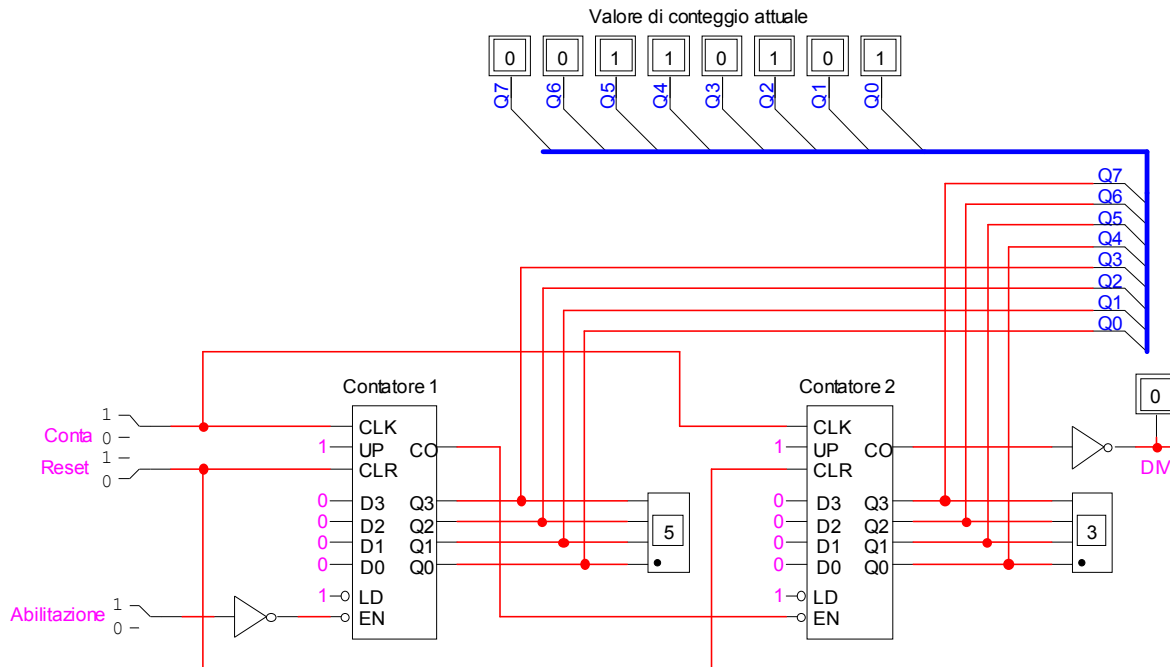 Valore di conteggio attuale
0 0 1 1 0 1 0 1
Q7 Q6 Q5 Q4 Q3 Q2 Q1 Q0
Q7
Q6
Q5
Q4
Q3
Q2
Q1
Q0
Contatore 1
Contatore 2
0
Conta 1 0
CLK
CLK
1 UP CO
1 UP CO
DM
Reset 1 0
CLR
CLR
0 D3 Q3
0 D2 Q2
0 D1 Q1
0 D0 Q0
5
0 D3 Q3
0 D2 Q2
0 D1 Q1
0 D0 Q0
3
1 LD
1 LD
Abilitazione 1 0
EN
EN